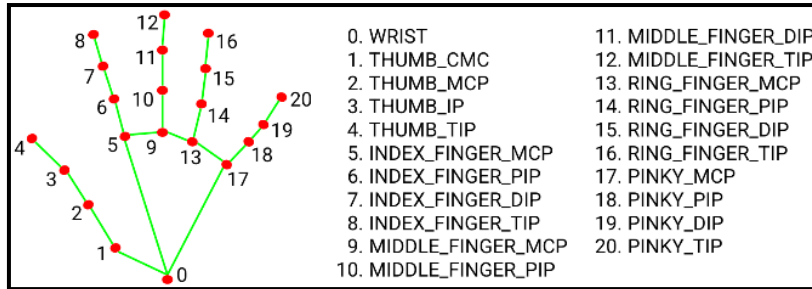 12
8
16
11
7
15
20
6
10
14
4
19
5
9
13
18
3
17
2
1
0
0. WRIST
1. THUMB_CMC
2. THUMB_MCP
3. THUMB_IP
4. THUMB_TIP
5. INDEX_FINGER_MCP
6. INDEX_FINGER_PIP
7. INDEX_FINGER_DIP
8. INDEX_FINGER_TIP
9. MIDDLE_FINGER_MCP
10. MIDDLE_FINGER_PIP
11. MIDDLE_FINGER_DIP
12. MIDDLE_FINGER_TIP
13. RING_FINGER_MCP
14. RING_FINGER_PIP
15. RING_FINGER_DIP
16. RING_FINGER_TIP
17. PINKY_MCP
18. PINKY_PIP
19. PINKY_DIP
20. PINKY_TIP